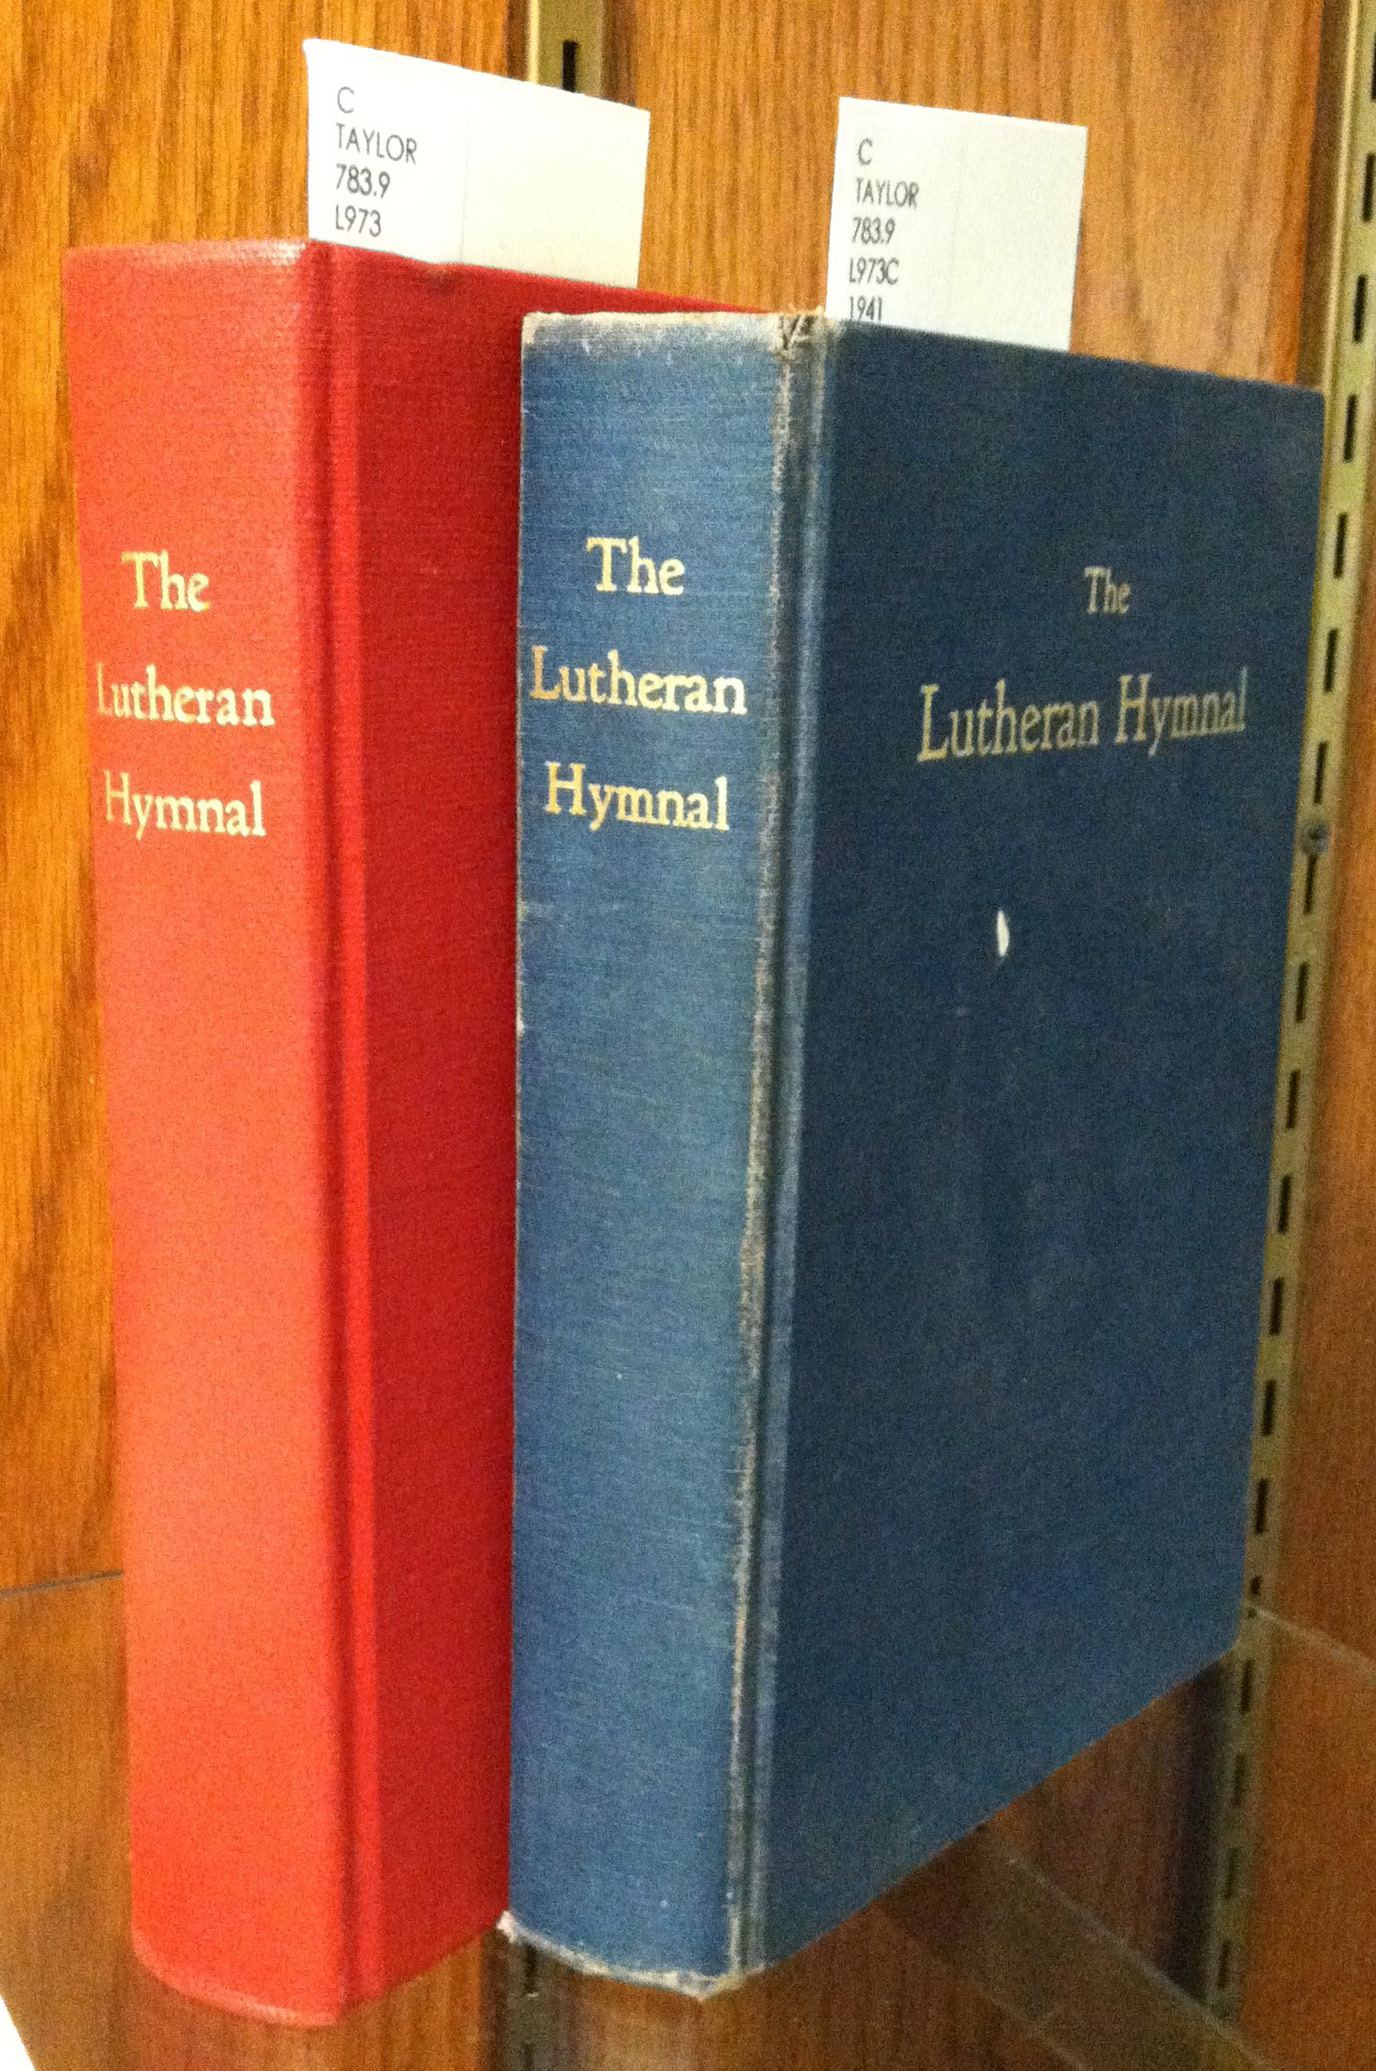 C
TAYLOR
783.9
L973
C
TAYLOR
783.9
L973C
1941
The
Lutheran
Hymnal
The
Lutheran
Hymnal
The
Lutheran Hymnal